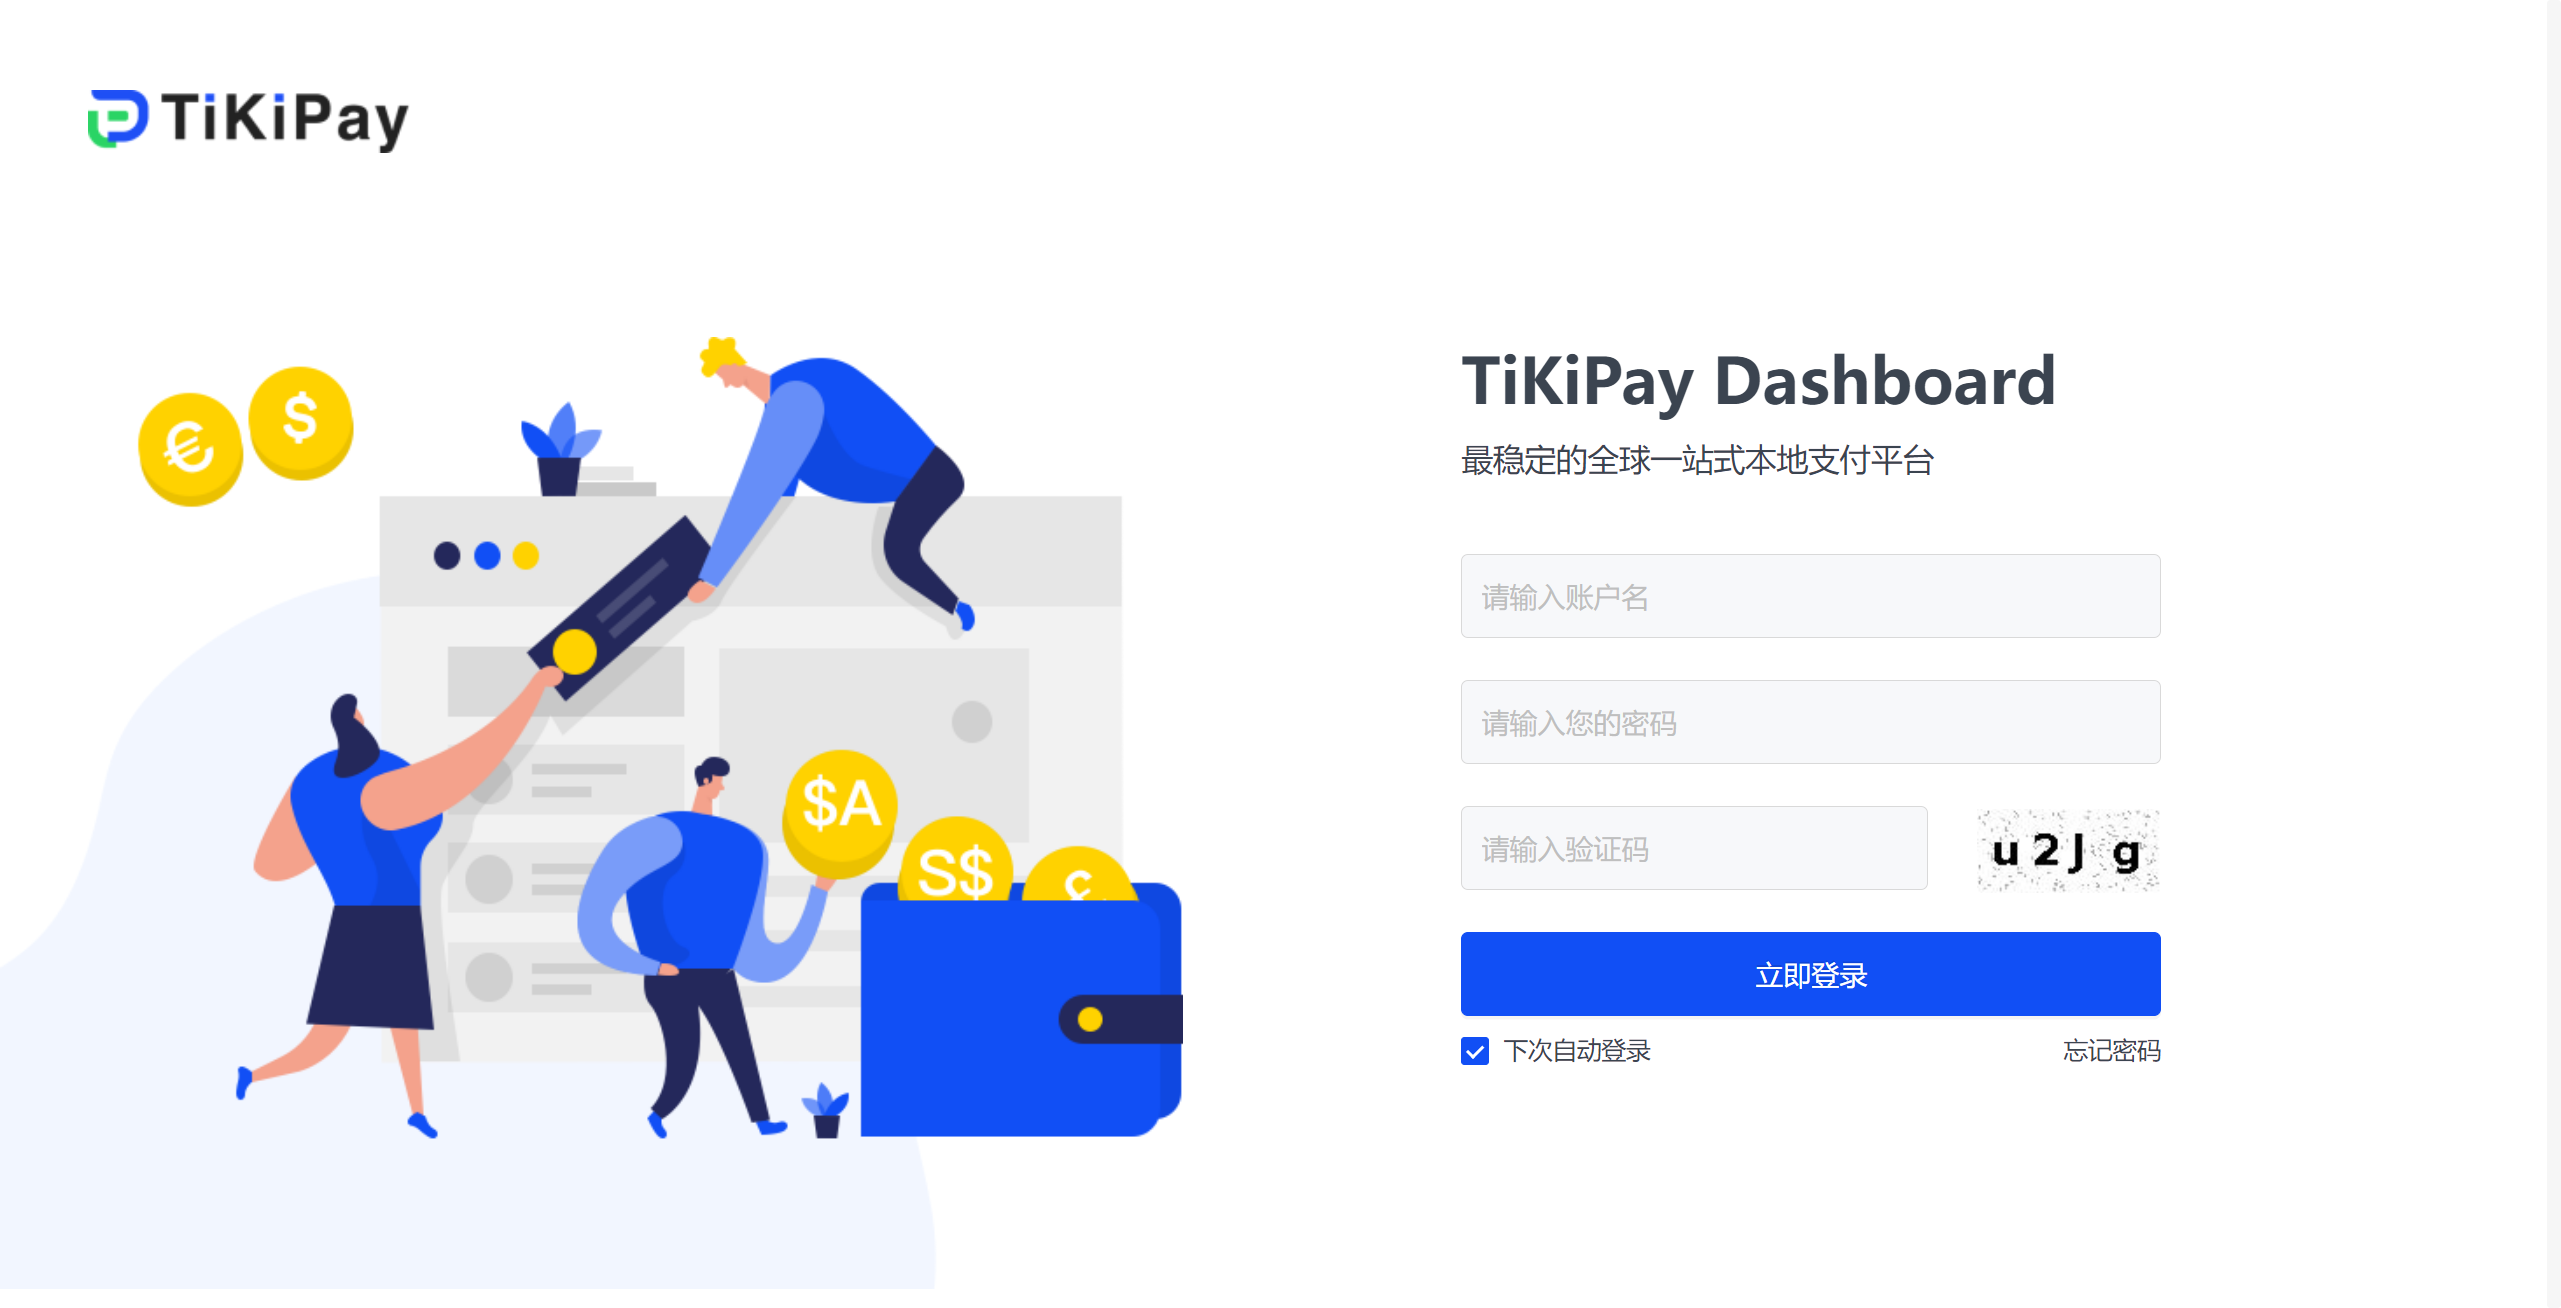 TiKiPay
TiKiPay Dashboard
最稳定的全球一站式本地支付平台
请输入账户名
请输入您的密码
请输入验证码
u2Jg
立即登录
下次自动登录
忘记密码
€
$
$A
S$
£